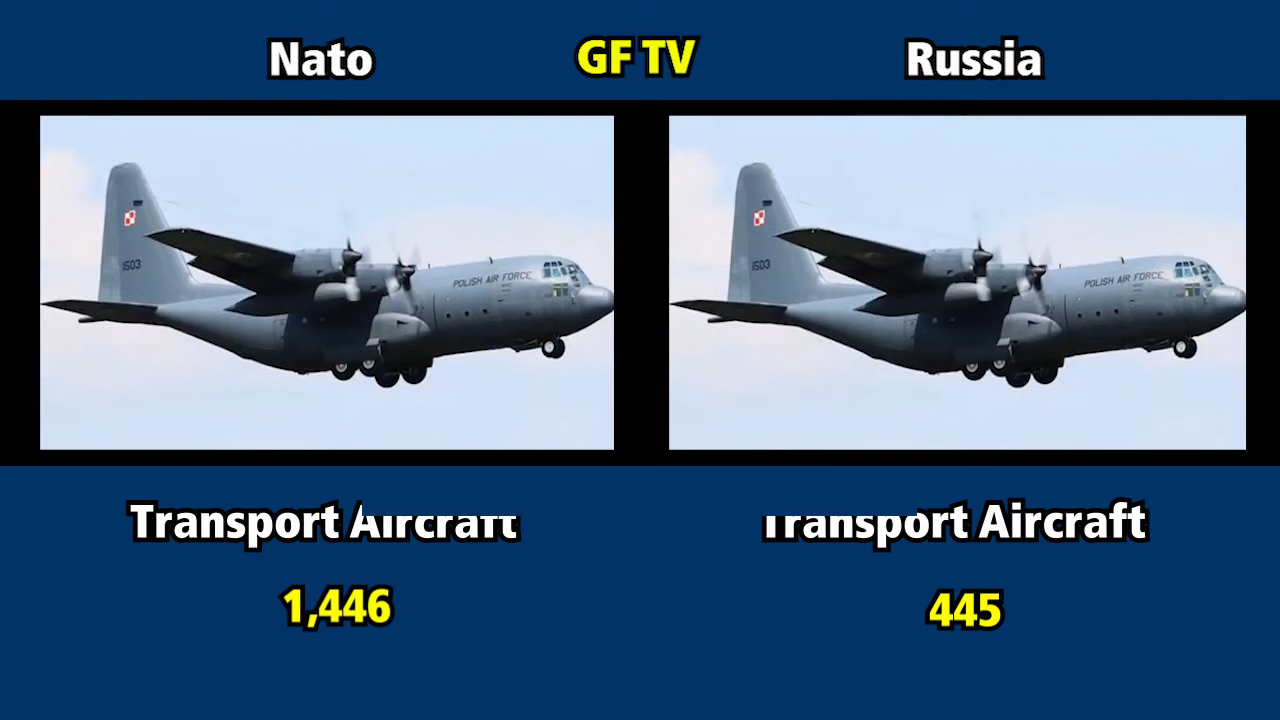 Nato
GF TV
Russia
1503
POLISH AIR FORCE
1503
POLISH AIR FORCE
Transport Aircraft
Transport Aircraft
1,446
445